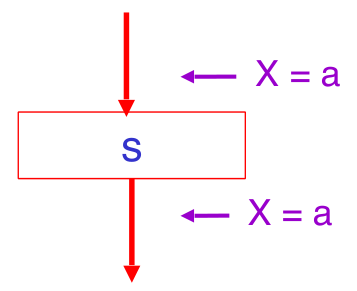 X = a
s
X = a